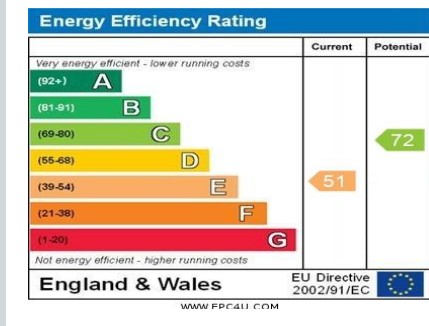 Energy Efficiency Rating
Current Potential
Very energy efficient - lower running costs
(92+) A
(81-91) B
(69-80) C
72
(55-68) D
(39-54) E
51
(21-38) F
(1-20) G
Not energy efficient - higher running costs
England & Wales
EU Directive
2002/91/EC
WWW.EPC4U.COM